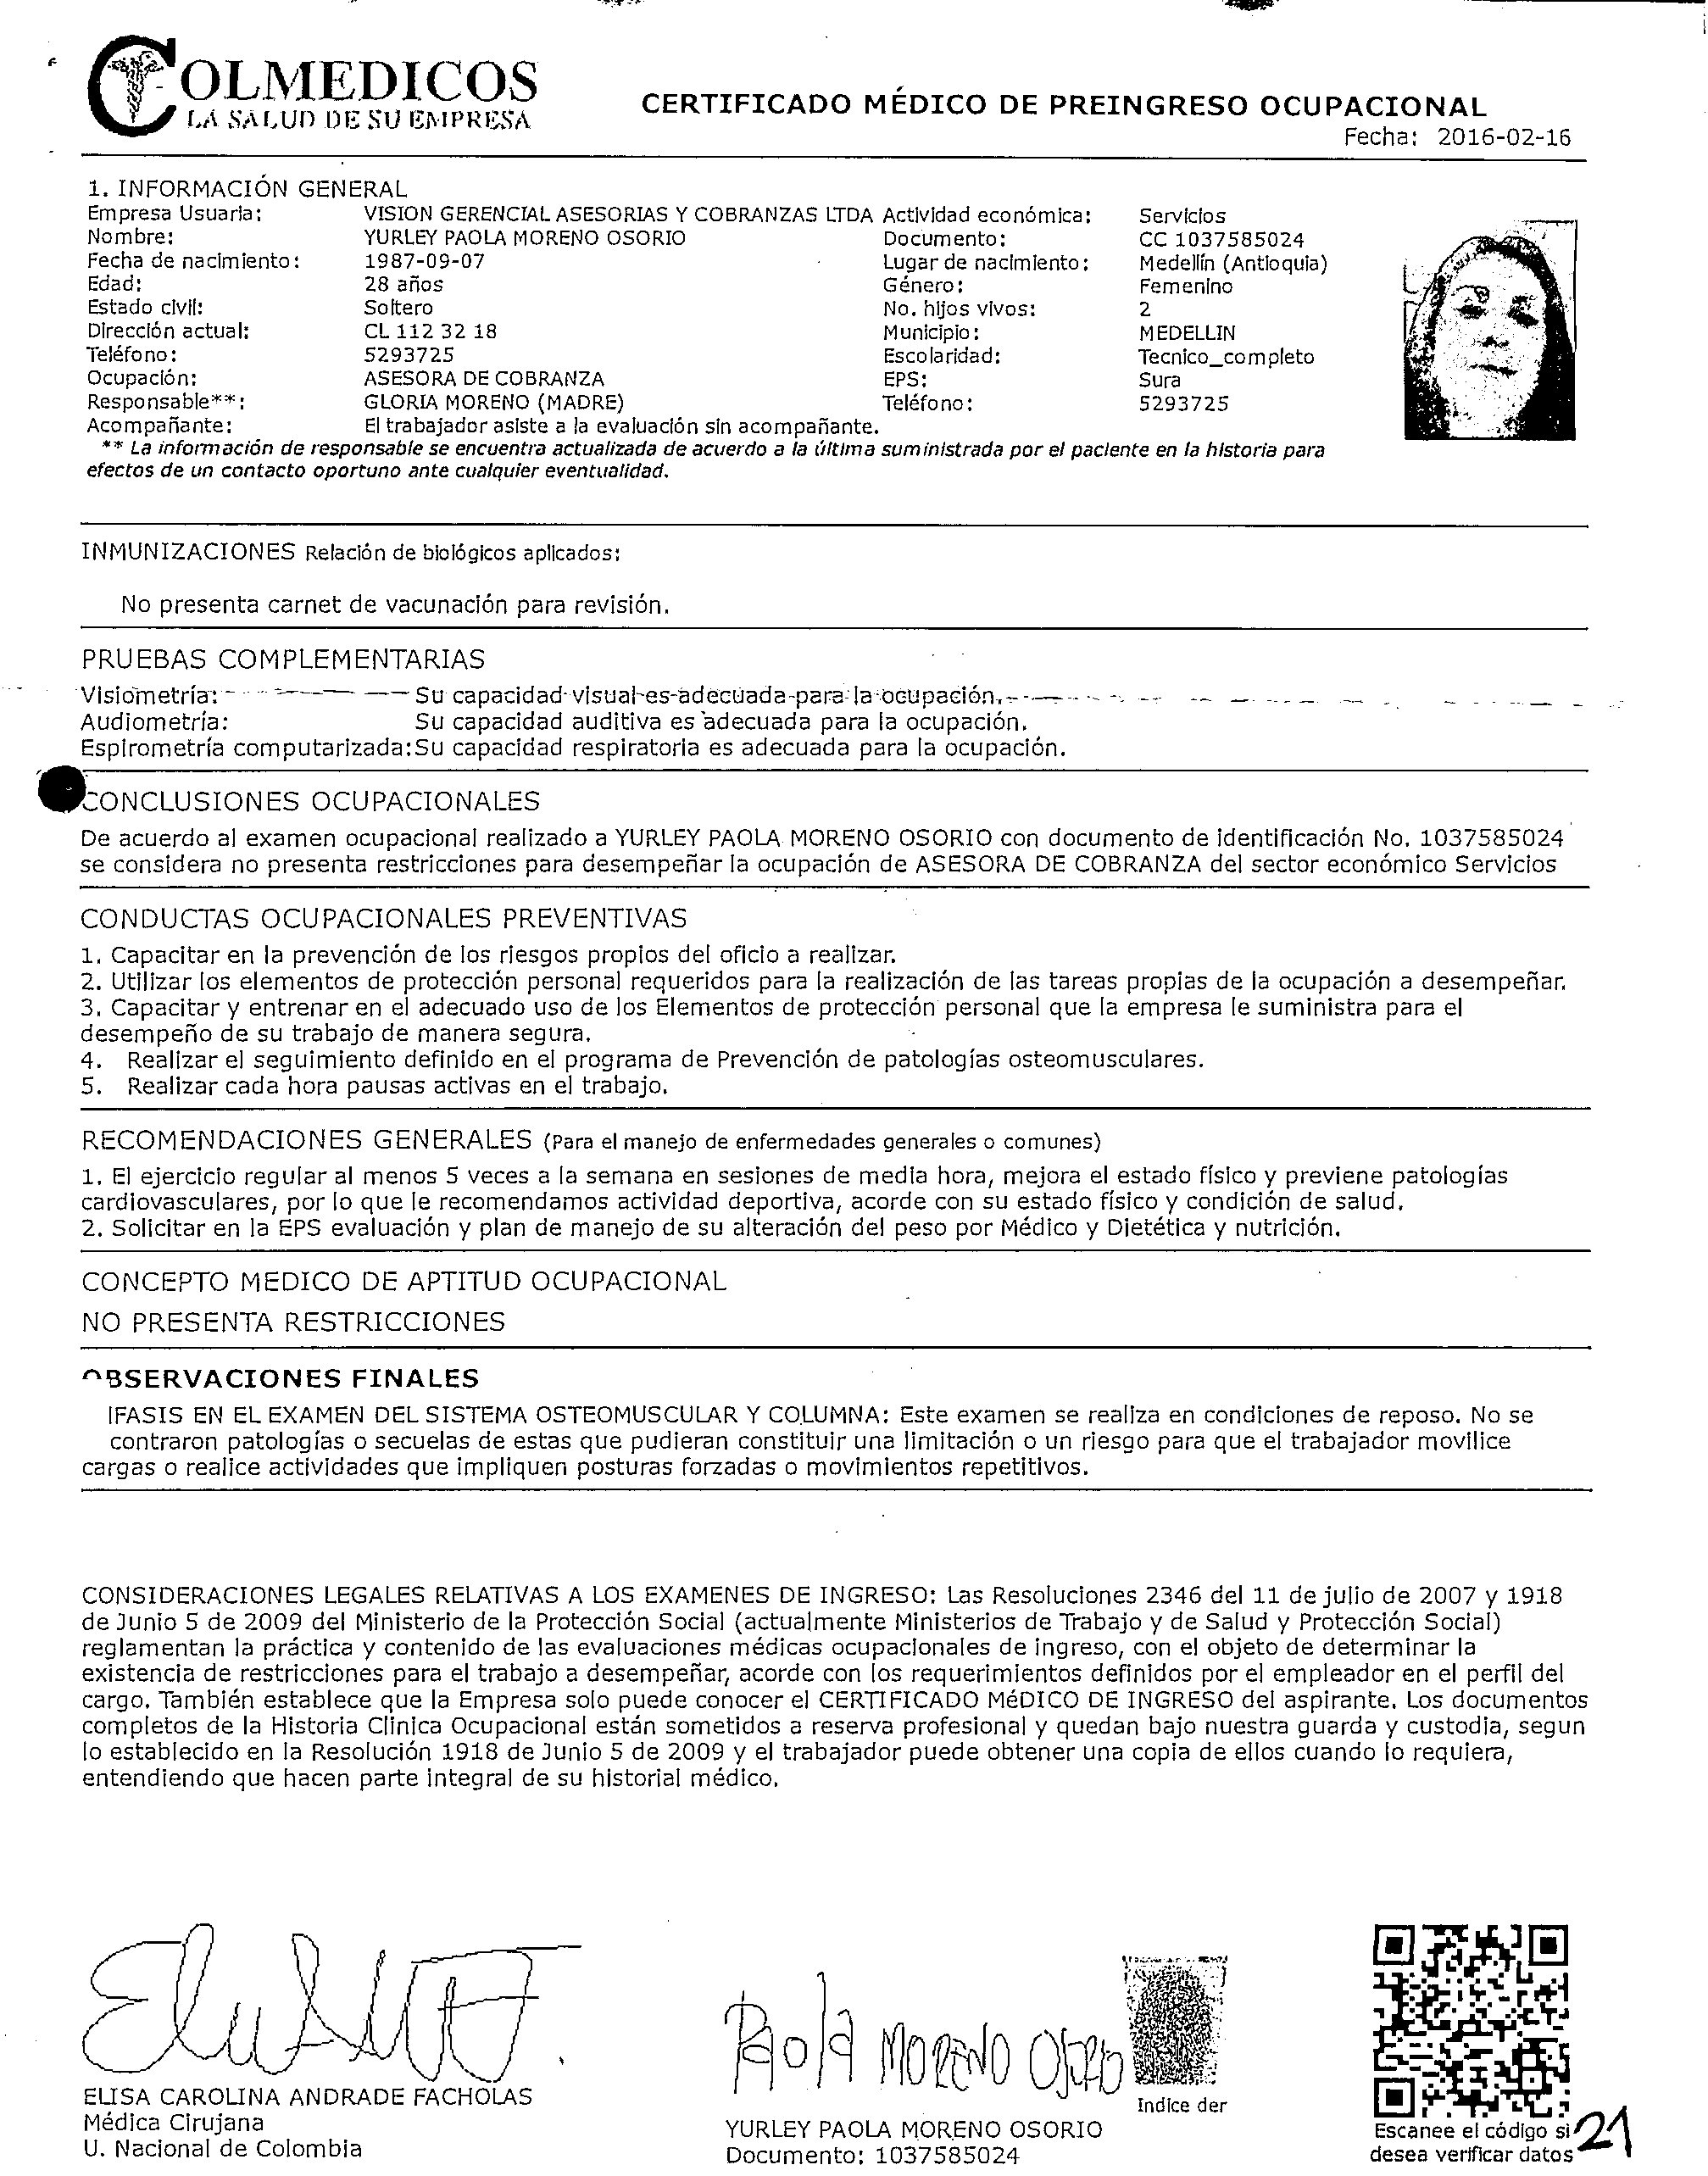 COLMEDICOS
LA SALUD DE SU EMPRESA
CERTIFICADO MÉDICO DE PREINGRESO OCUPACIONAL
Fecha: 2016-02-16
1. INFORMACIÓN GENERAL
Empresa Usuaria: VISION GERENCIAL ASESORIAS Y COBRANZAS LTDA Actividad económica: Servicios
Nombre: YURLEY PAOLA MORENO OSORIO Documento: CC 1037585024
Fecha de nacimiento: 1987-09-07 Lugar de nacimiento: Medellín (Antioquia)
Edad: 28 años Género: Femenino
Estado civil: Soltero No. hijos vivos: 2
Dirección actual: CL 112 32 18 Municipio: MEDELLIN
Teléfono: 5293725 Escolaridad: Tecnico_completo
Ocupación: ASESORA DE COBRANZA EPS: Sura
Responsable**: GLORIA MORENO (MADRE) Teléfono: 5293725
Acompañante: El trabajador asiste a la evaluación sin acompañante.
** La información de responsable se encuentra actualizada de acuerdo a la última suministrada por el paciente en la historia para
efectos de un contacto oportuno ante cualquier eventualidad.
INMUNIZACIONES Relación de biológicos aplicados:
No presenta carnet de vacunación para revisión.
PRUEBAS COMPLEMENTARIAS
Visiometría: Su capacidad visual es adecuada para la ocupación.
Audiometría: Su capacidad auditiva es adecuada para la ocupación.
Espirometría computarizada: Su capacidad respiratoria es adecuada para la ocupación.
CONCLUSIONES OCUPACIONALES
De acuerdo al examen ocupacional realizado a YURLEY PAOLA MORENO OSORIO con documento de identificación No. 1037585024
se considera no presenta restricciones para desempeñar la ocupación de ASESORA DE COBRANZA del sector económico Servicios
CONDUCTAS OCUPACIONALES PREVENTIVAS
1. Capacitar en la prevención de los riesgos propios del oficio a realizar.
2. Utilizar los elementos de protección personal requeridos para la realización de las tareas propias de la ocupación a desempeñar.
3. Capacitar y entrenar en el adecuado uso de los Elementos de protección personal que la empresa le suministra para el
desempeño de su trabajo de manera segura.
4. Realizar el seguimiento definido en el programa de Prevención de patologías osteomusculares.
5. Realizar cada hora pausas activas en el trabajo.
RECOMENDACIONES GENERALES (Para el manejo de enfermedades generales o comunes)
1. El ejercicio regular al menos 5 veces a la semana en sesiones de media hora, mejora el estado físico y previene patologías
cardiovasculares, por lo que le recomendamos actividad deportiva, acorde con su estado físico y condición de salud.
2. Solicitar en la EPS evaluación y plan de manejo de su alteración del peso por Médico y Dietética y nutrición.
CONCEPTO MEDICO DE APTITUD OCUPACIONAL
NO PRESENTA RESTRICCIONES
OBSERVACIONES FINALES
IFASIS EN EL EXAMEN DEL SISTEMA OSTEOMUSCULAR Y COLUMNA: Este examen se realiza en condiciones de reposo. No se
contraron patologías o secuelas de estas que pudieran constituir una limitación o un riesgo para que el trabajador movilice
cargas o realice actividades que impliquen posturas forzadas o movimientos repetitivos.
CONSIDERACIONES LEGALES RELATIVAS A LOS EXAMENES DE INGRESO: Las Resoluciones 2346 del 11 de julio de 2007 y 1918
de Junio 5 de 2009 del Ministerio de la Protección Social (actualmente Ministerios de Trabajo y de Salud y Protección Social)
reglamentan la práctica y contenido de las evaluaciones médicas ocupacionales de ingreso, con el objeto de determinar la
existencia de restricciones para el trabajo a desempeñar, acorde con los requerimientos definidos por el empleador en el perfil del
cargo. También establece que la Empresa solo puede conocer el CERTIFICADO MéDICO DE INGRESO del aspirante. Los documentos
completos de la Historia Clinica Ocupacional están sometidos a reserva profesional y quedan bajo nuestra guarda y custodia, segun
lo establecido en la Resolución 1918 de Junio 5 de 2009 y el trabajador puede obtener una copia de ellos cuando lo requiera,
entendiendo que hacen parte integral de su historial médico.
Paola MORENO OSORIO
Indice der
ELISA CAROLINA ANDRADE FACHOLAS
Médica Cirujana
U. Nacional de Colombia
YURLEY PAOLA MORENO OSORIO
Documento: 1037585024
Escanee el código si
desea verificar datos
21